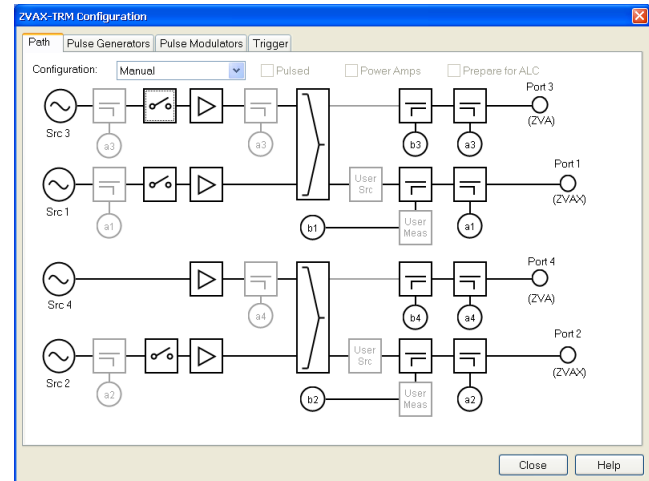 ZVAX-TRM Configuration
Path Pulse Generators Pulse Modulators Trigger
Configuration: Manual Pulsed Power Amps Prepare for ALC
Port 3
(ZVA)
Src 3
a3 a3 b3 a3
Port 1
(ZVAX)
Src 1
User
Src
a1 b1 User
Meas a1
Port 4
(ZVA)
Src 4
a4 b4 a4
Port 2
(ZVAX)
Src 2
User
Src
a2 b2 User
Meas a2
Close Help